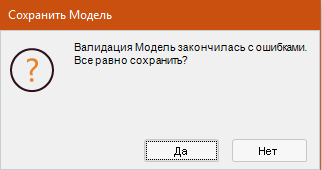 Сохранить Модель
Валидация Модель закончилась с ошибками.
Все равно сохранить?
Да
Нет